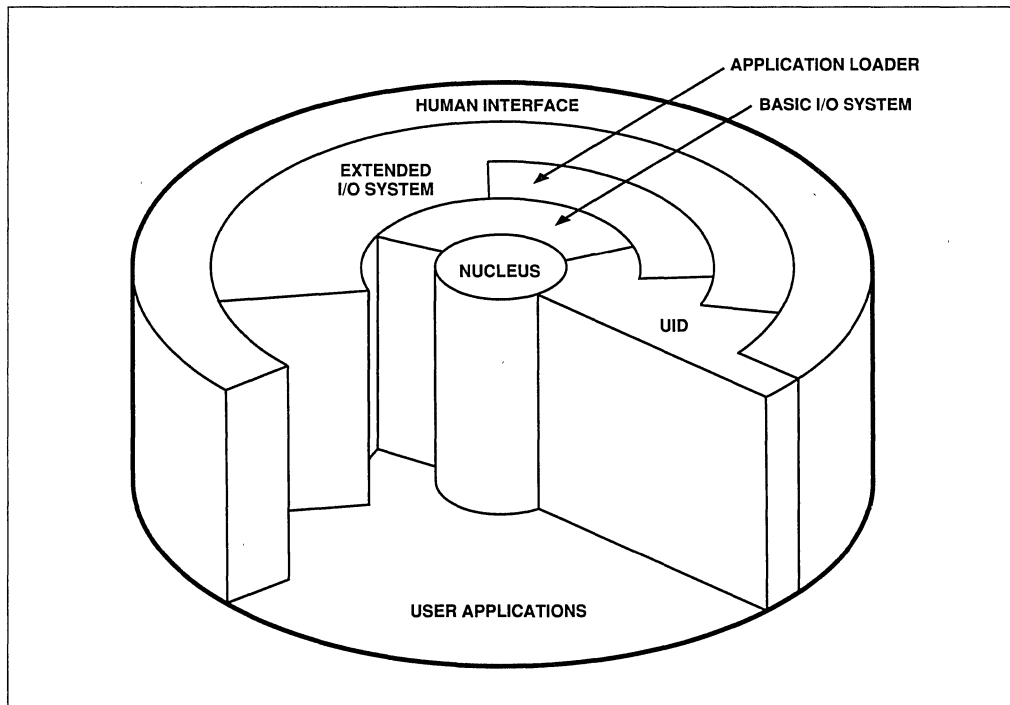 APPLICATION LOADER
HUMAN INTERFACE
BASIC I/O SYSTEM
EXTENDED
I/O SYSTEM
NUCLEUS
UID
USER APPLICATIONS